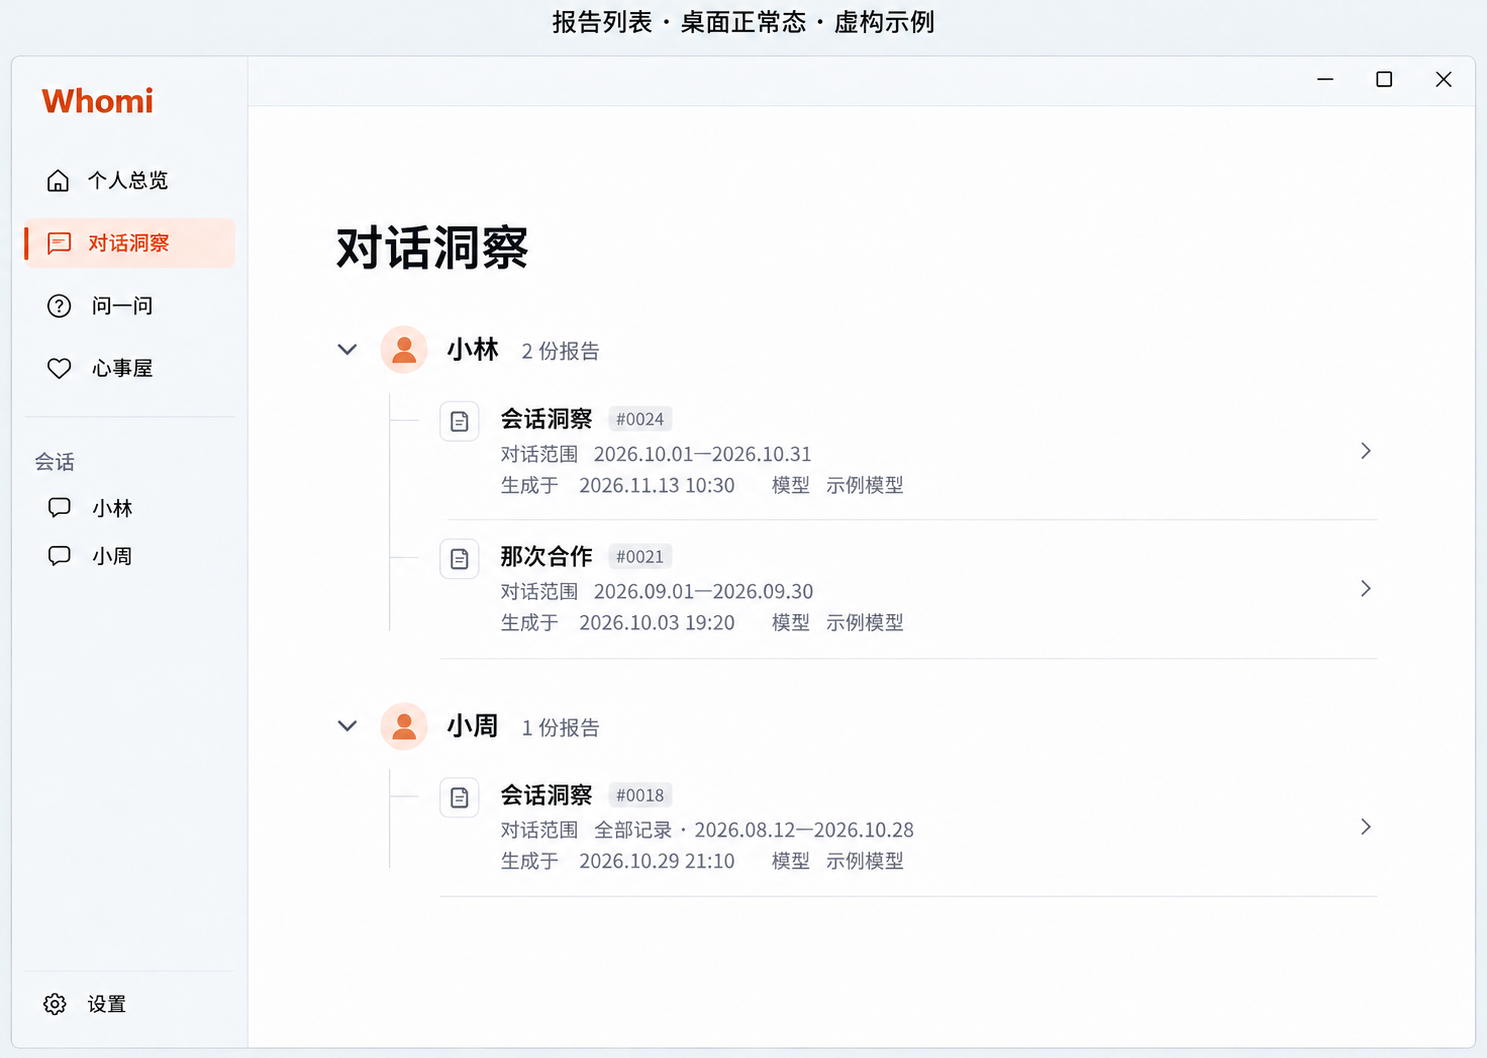 报告列表·桌面正常态·虚构示例
Whomi
个人总览
对话洞察
问一问
心事屋
会话
小林
小周
设置
对话洞察
小林 2 份报告
会话洞察 #0024
对话范围 2026.10.01—2026.10.31
生成于 2026.11.13 10:30 模型 示例模型
那次合作 #0021
对话范围 2026.09.01—2026.09.30
生成于 2026.10.03 19:20 模型 示例模型
小周 1 份报告
会话洞察 #0018
对话范围 全部记录·2026.08.12—2026.10.28
生成于 2026.10.29 21:10 模型 示例模型